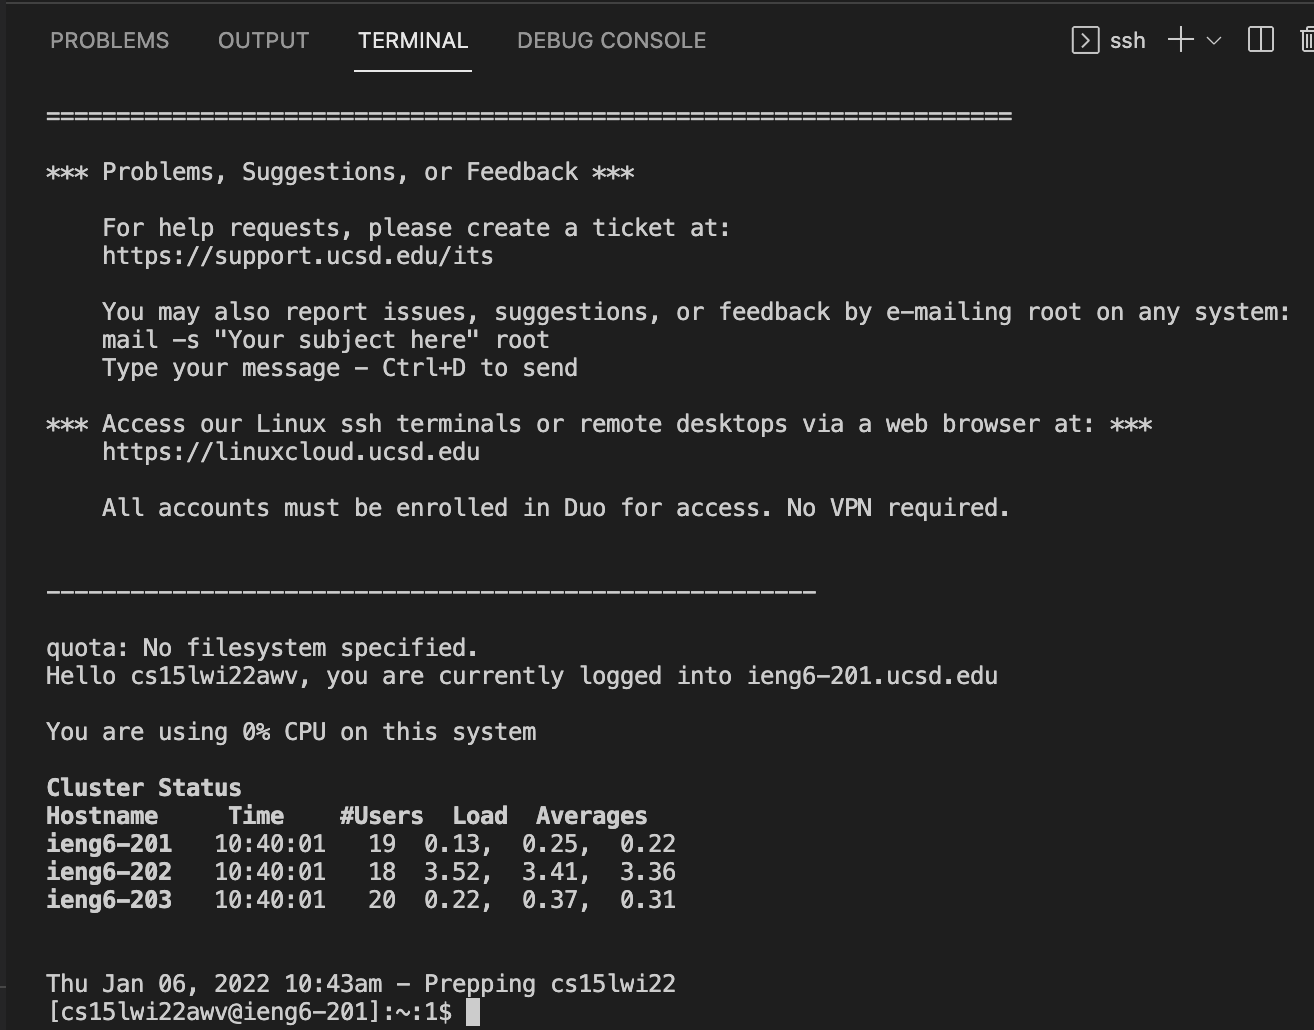 PROBLEMS OUTPUT TERMINAL DEBUG CONSOLE ssh
=====================================================================
*** Problems, Suggestions, or Feedback ***
For help requests, please create a ticket at:
https://support.ucsd.edu/its
You may also report issues, suggestions, or feedback by e-mailing root on any system:
mail -s "Your subject here" root
Type your message - Ctrl+D to send
*** Access our Linux ssh terminals or remote desktops via a web browser at: ***
https://linuxcloud.ucsd.edu
All accounts must be enrolled in Duo for access. No VPN required.
-------------------------------------------------------
quota: No filesystem specified.
Hello cs15lwi22awv, you are currently logged into ieng6-201.ucsd.edu
You are using 0% CPU on this system
Cluster Status
Hostname Time #Users Load Averages
ieng6-201 10:40:01 19 0.13, 0.25, 0.22
ieng6-202 10:40:01 18 3.52, 3.41, 3.36
ieng6-203 10:40:01 20 0.22, 0.37, 0.31
Thu Jan 06, 2022 10:43am - Prepping cs15lwi22
[cs15lwi22awv@ieng6-201]:~:1$